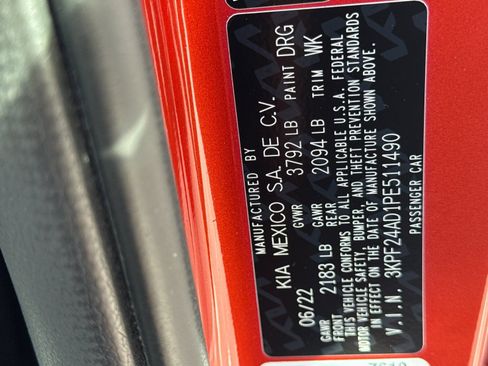 MANUFACTURED BY
KIA MEXICO S.A. DE C.V.
06/22 GVWR 3792 LB PAINT DRG
GAWR FRONT 2183 LB GAWR REAR 2094 LB TRIM WK
THIS VEHICLE CONFORMS TO ALL APPLICABLE U.S.A. FEDERAL
MOTOR VEHICLE SAFETY, BUMPER, AND THEFT PREVENTION STANDARDS
IN EFFECT ON THE DATE OF MANUFACTURE SHOWN ABOVE.
V.I.N. 3KPF24AD1PE511490
PASSENGER CAR